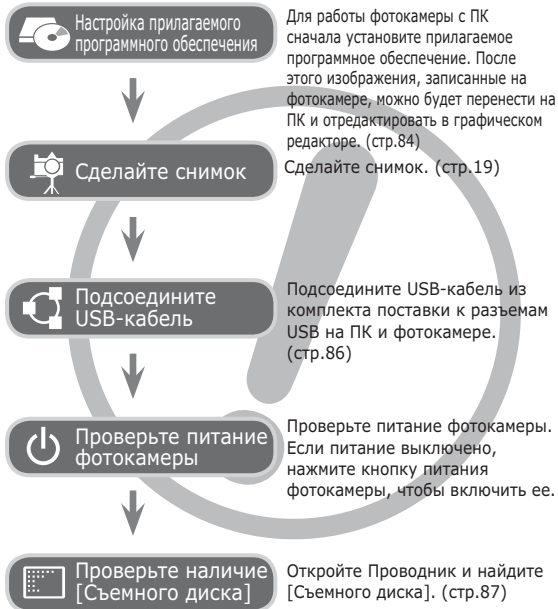 Настройка прилагаемого
программного обеспечения
Для работы фотокамеры с ПК
сначала установите прилагаемое
программное обеспечение. После
этого изображения, записанные на
фотокамере, можно будет перенести на
ПК и отредактировать в графическом
редакторе. (стр.84)
Сделайте снимок
Сделайте снимок. (стр.19)
Подсоедините
USB-кабель
Подсоедините USB-кабель из
комплекта поставки к разъемам
USB на ПК и фотокамере.
(стр.86)
Проверьте питание
фотокамеры
Проверьте питание фотокамеры.
Если питание выключено,
нажмите кнопку питания
фотокамеры, чтобы включить ее.
Проверьте наличие
[Съемного диска]
Откройте Проводник и найдите
[Съемного диска]. (стр.87)